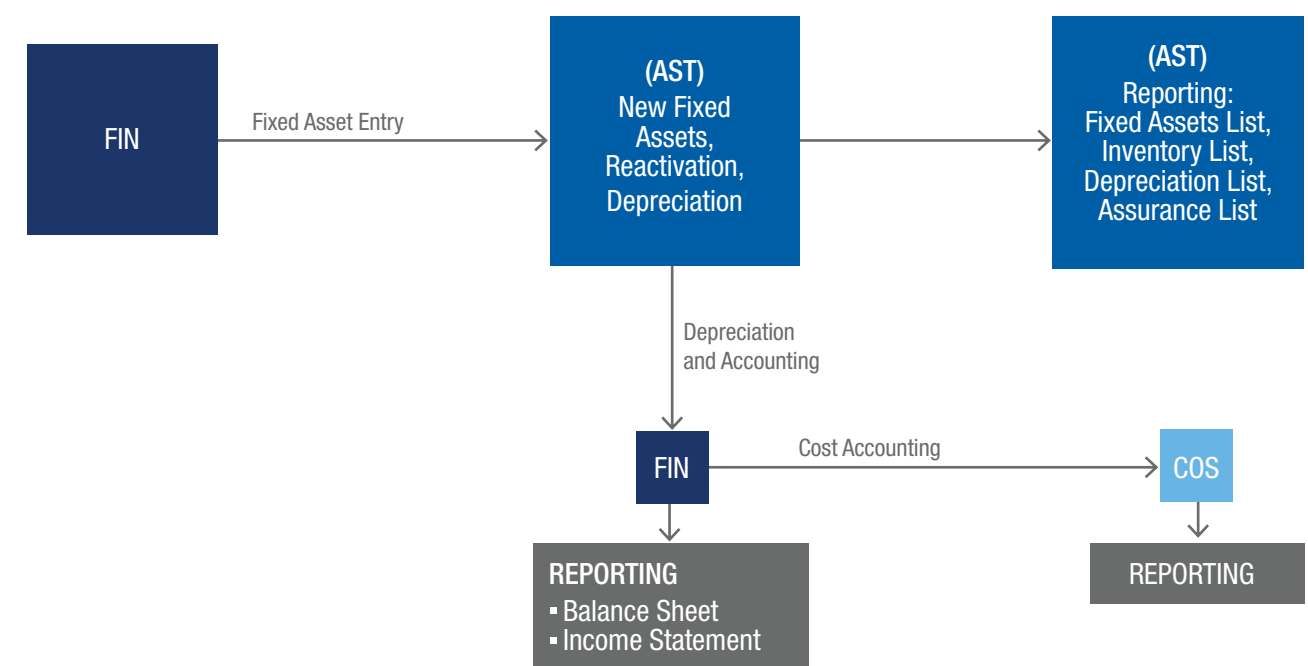 FIN
Fixed Asset Entry
(AST)
New Fixed
Assets,
Reactivation,
Depreciation
(AST)
Reporting:
Fixed Assets List,
Inventory List,
Depreciation List,
Assurance List
Depreciation
and Accounting
FIN
Cost Accounting
COS
REPORTING
▪ Balance Sheet
▪ Income Statement
REPORTING